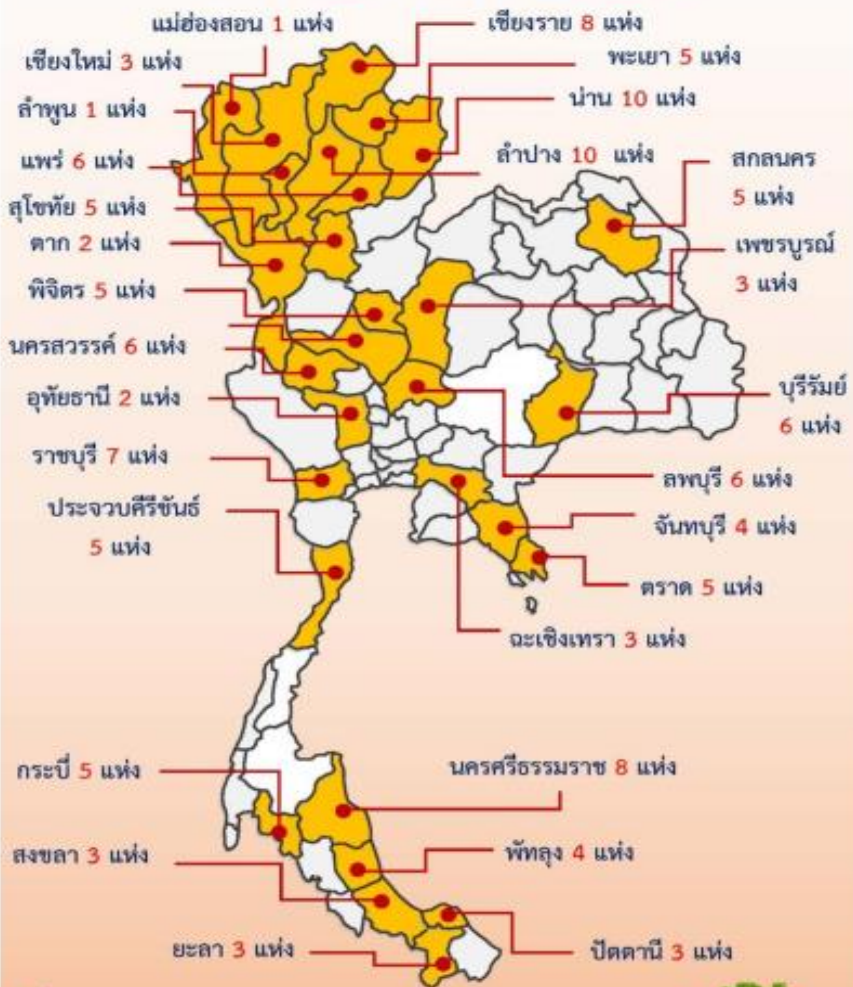 แม่ฮ่องสอน 1 แห่ง
เชียงราย 8 แห่ง
เชียงใหม่ 3 แห่ง
พะเยา 5 แห่ง
ลำพูน 1 แห่ง
น่าน 10 แห่ง
แพร่ 6 แห่ง
ลำปาง 10 แห่ง
สกลนคร
5 แห่ง
สุโขทัย 5 แห่ง
ตาก 2 แห่ง
เพชรบูรณ์
3 แห่ง
พิจิตร 5 แห่ง
นครสวรรค์ 6 แห่ง
อุทัยธานี 2 แห่ง
บุรีรัมย์
6 แห่ง
ราชบุรี 7 แห่ง
ลพบุรี 6 แห่ง
ประจวบคีรีขันธ์
5 แห่ง
จันทบุรี 4 แห่ง
ตราด 5 แห่ง
ฉะเชิงเทรา 3 แห่ง
กระบี่ 5 แห่ง
นครศรีธรรมราช 8 แห่ง
สงขลา 3 แห่ง
พัทลุง 4 แห่ง
ยะลา 3 แห่ง
ปัตตานี 3 แห่ง